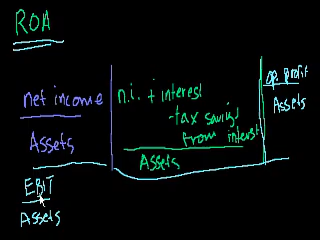 ROA
net income
Assets
n.i. + interest
- tax savings
from interest
Assets
op. profit
Assets
EBIT
Assets